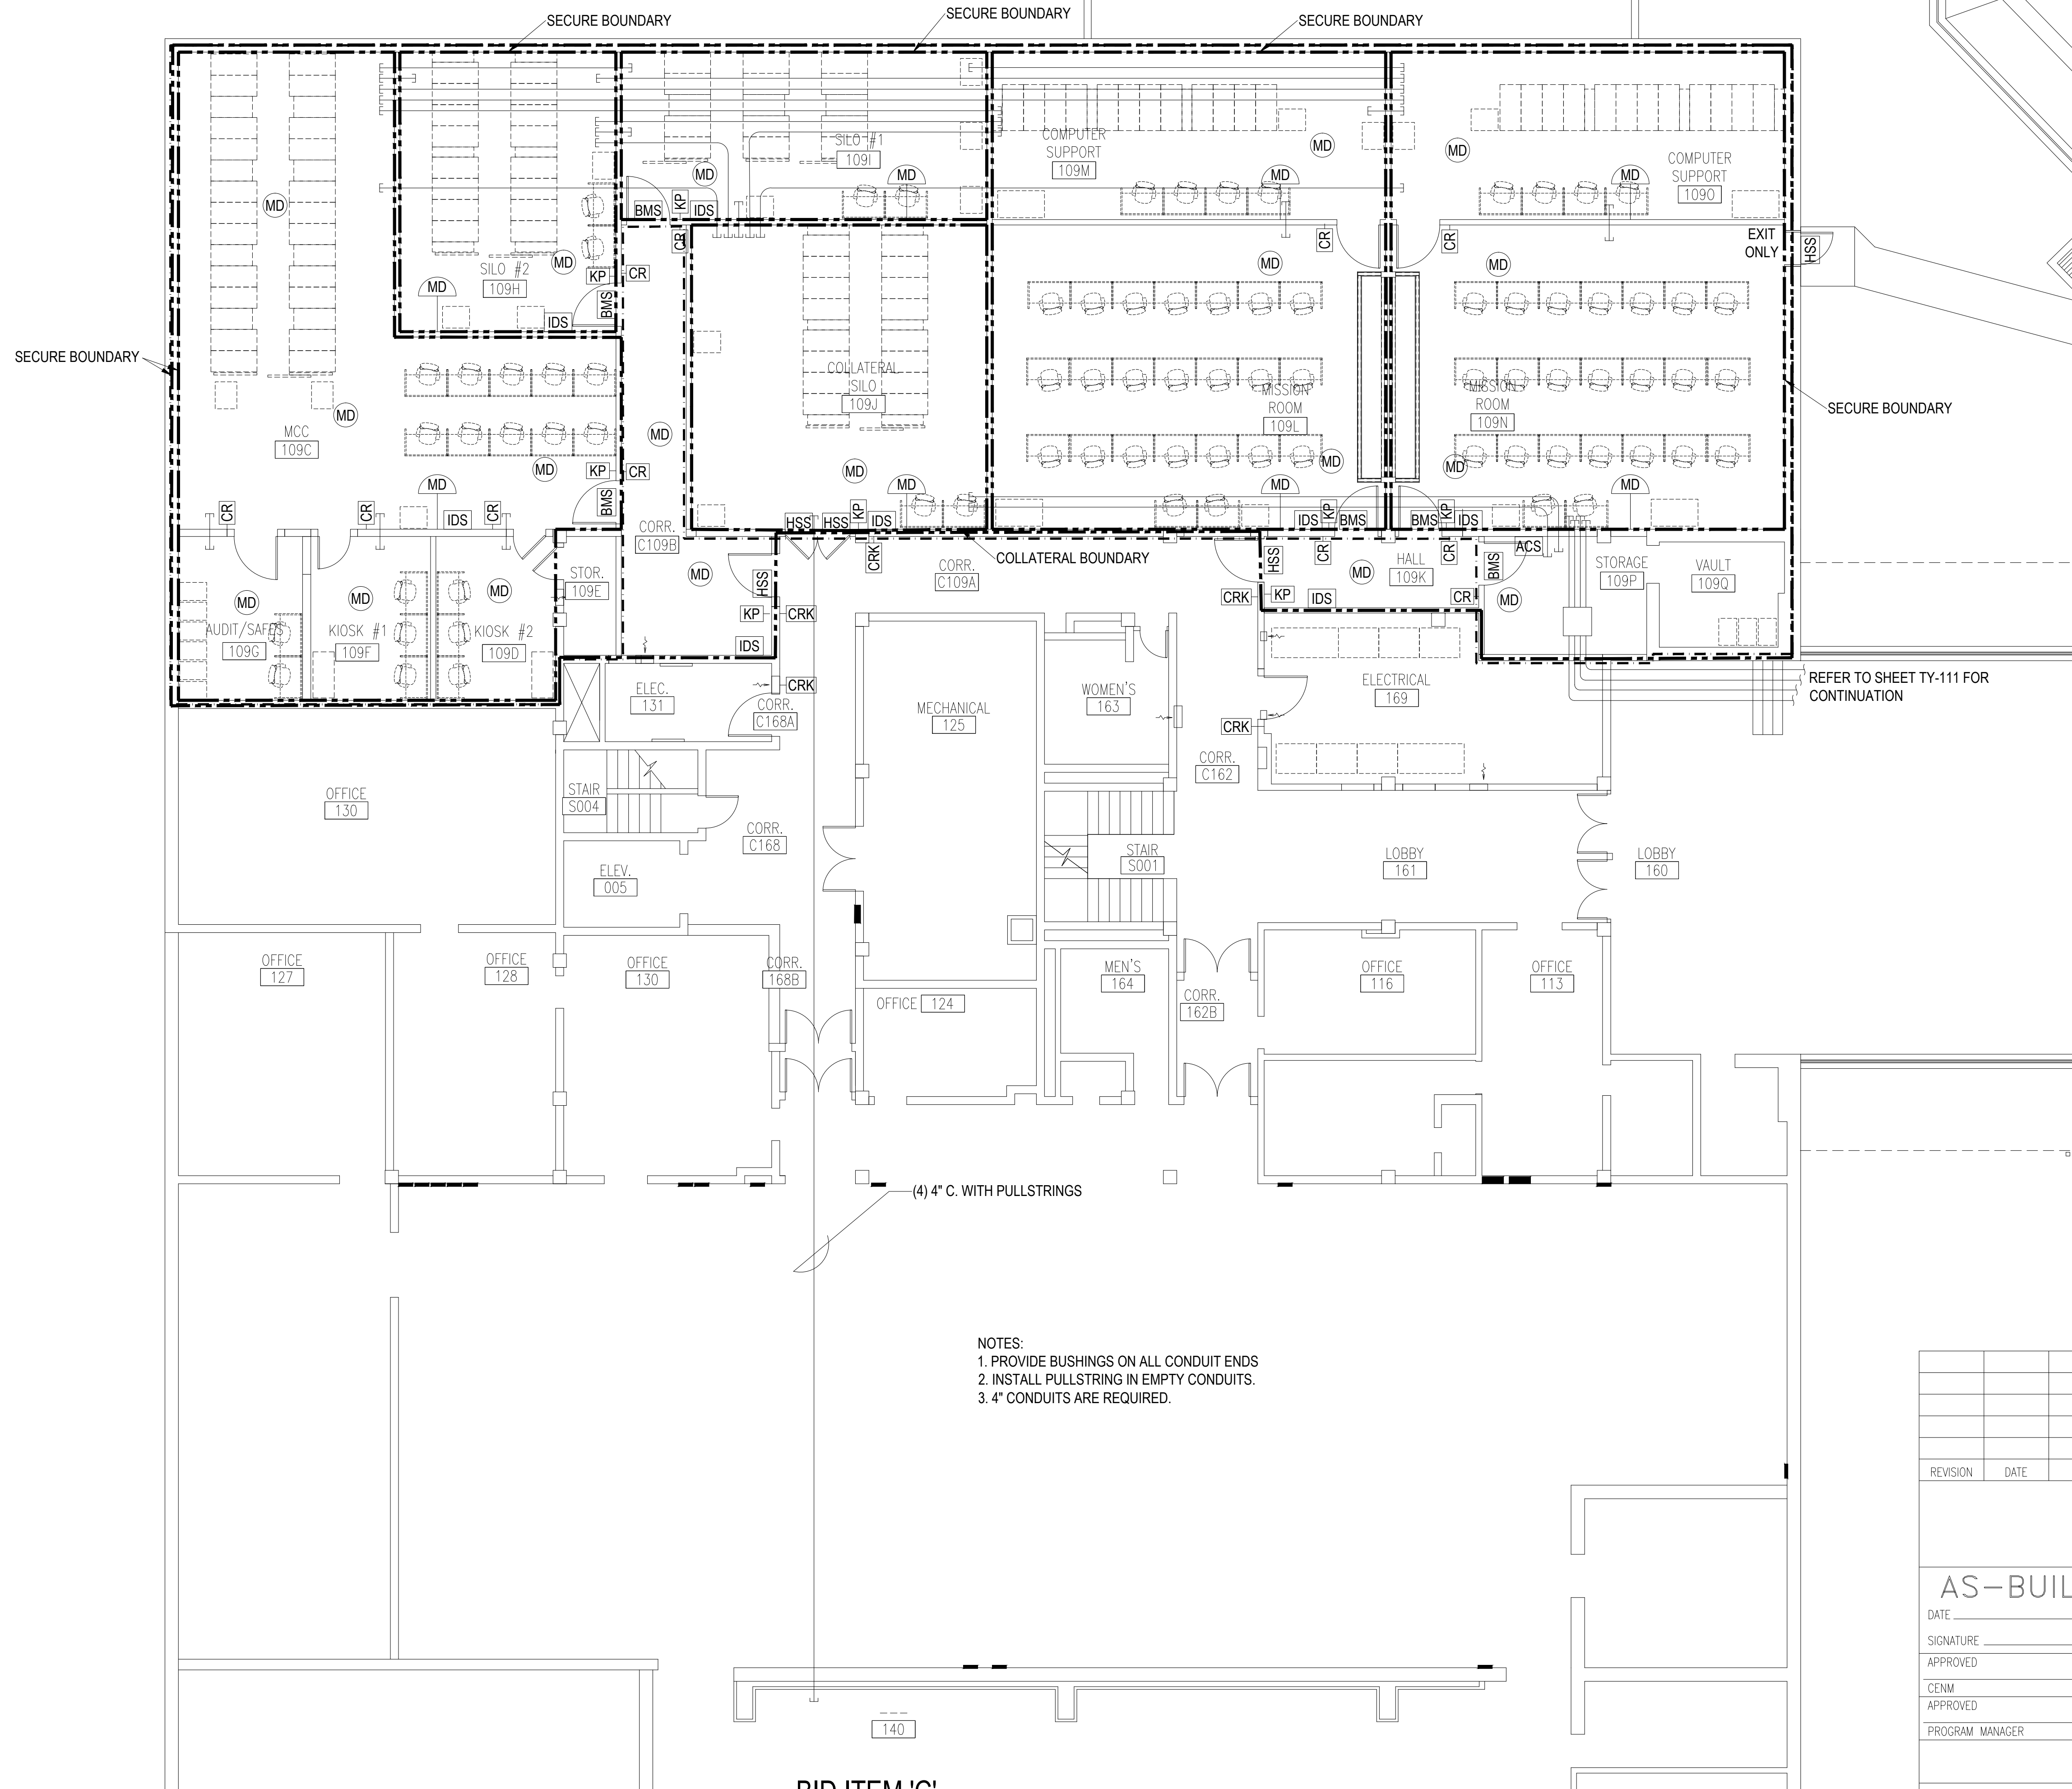 SECURE BOUNDARY
SECURE BOUNDARY
SECURE BOUNDARY
SILO #1
109I
COMPUTER
SUPPORT
109M
COMPUTER
SUPPORT
109O
MD
MD
MD
MD
MD
MD
MD
MD
BMS
KP
IDS
CR
CR
CR
EXIT
ONLY
HSS
SILO #2
109H
MD
MD
KP
CR
BMS
IDS
MD
MD
SECURE BOUNDARY
COLLATERAL
SILO
109J
MISSION
ROOM
109L
MISSION
ROOM
109N
SECURE BOUNDARY
MCC
109C
MD
MD
MD
KP
CR
BMS
MD
MD
MD
MD
MD
MD
MD
CR
CR
IDS
CR
HSS
HSS
KP
IDS
IDS
KP
BMS
BMS
KP
IDS
CORR.
C109B
CRK
COLLATERAL BOUNDARY
CORR.
C109A
HSS
CR
HALL
109K
CR
BMS
ACS
STORAGE
109P
VAULT
109Q
STOR.
109E
MD
HSS
MD
MD
MD
MD
MD
KP
CRK
CRK
KP
IDS
CR
AUDIT/SAFES
109G
KIOSK #1
109F
KIOSK #2
109D
IDS
CRK
ELEC.
131
CORR.
C168A
MECHANICAL
125
WOMEN'S
163
ELECTRICAL
169
CRK
REFER TO SHEET TY-111 FOR
CONTINUATION
CORR.
C162
OFFICE
130
STAIR
S004
CORR.
C168
ELEV.
005
STAIR
S001
LOBBY
161
LOBBY
160
OFFICE
127
OFFICE
128
OFFICE
130
CORR.
168B
OFFICE 124
MEN'S
164
CORR.
162B
OFFICE
116
OFFICE
113
(4) 4" C. WITH PULLSTRINGS
NOTES:
1. PROVIDE BUSHINGS ON ALL CONDUIT ENDS
2. INSTALL PULLSTRING IN EMPTY CONDUITS.
3. 4" CONDUITS ARE REQUIRED.
REVISION DATE
AS-BUIL
DATE
SIGNATURE
APPROVED
CENM
APPROVED
PROGRAM MANAGER
140
BID ITEM 'C'